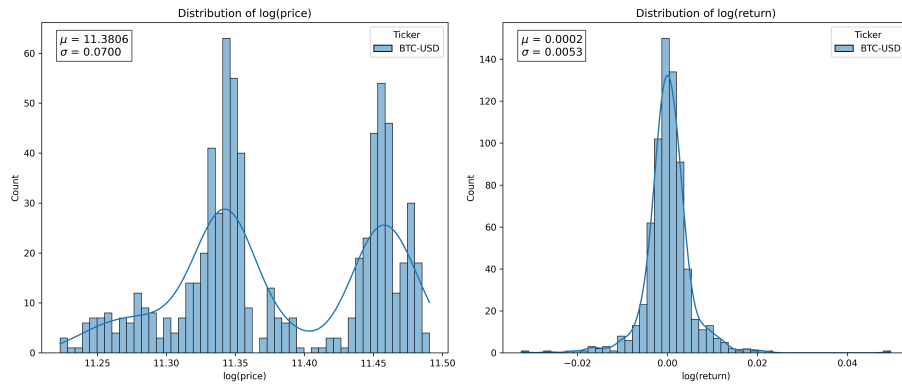 Distribution of log(price)
μ = 11.3806
σ = 0.0700
Ticker
BTC-USD
60
50
40
30
20
10
0
Count
11.25
11.30
11.35
11.40
11.45
11.50
log(price)
Distribution of log(return)
μ = 0.0002
σ = 0.0053
Ticker
BTC-USD
140
120
100
80
60
40
20
0
Count
−0.02
0.00
0.02
0.04
log(return)